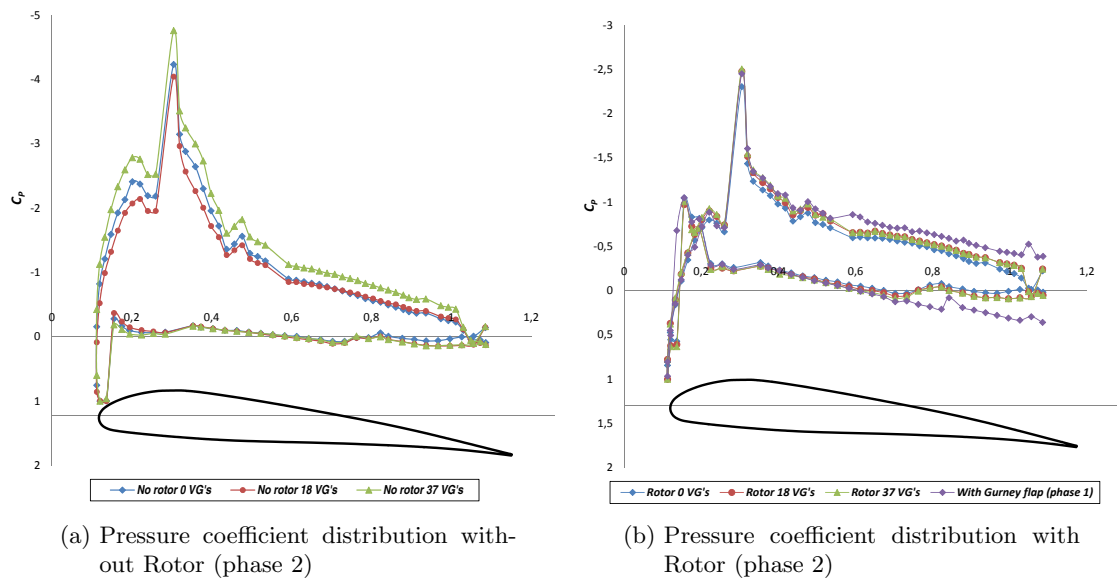 -5
-4
-3
-2
-1
0
1
2
Cₚ
0 0,2 0,4 0,6 0,8 1 1,2
No rotor 0 VG's No rotor 18 VG's No rotor 37 VG's
(a) Pressure coefficient distribution with-
out Rotor (phase 2)
-3
-2,5
-2
-1,5
-1
-0,5
0
0,5
1
1,5
2
Cₚ
0 0,2 0,4 0,6 0,8 1 1,2
Rotor 0 VG's Rotor 18 VG's Rotor 37 VG's With Gurney flap (phase 1)
(b) Pressure coefficient distribution with
Rotor (phase 2)